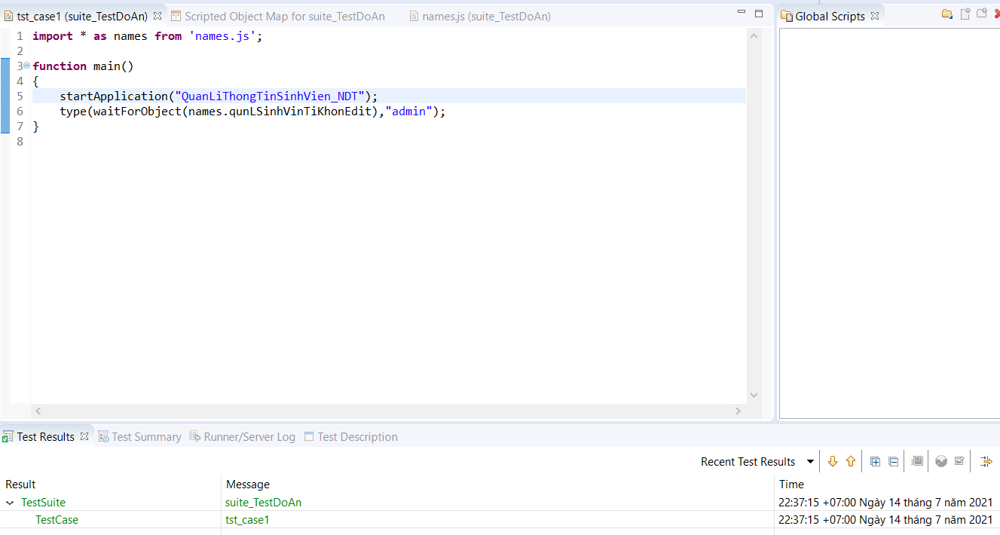 tst_case1 (suite_TestDoAn) Scripted Object Map for suite_TestDoAn names.js (suite_TestDoAn) Global Scripts
1 import * as names from 'names.js';
2
3 function main()
4 {
5 startApplication("QuanLiThongTinSinhVien_NDT");
6 type(waitForObject(names.qunLSinhVinTiKhonEdit),"admin");
7 }
8
Test Results Test Summary Runner/Server Log Test Description
Recent Test Results
Result Message Time
TestSuite suite_TestDoAn 22:37:15 +07:00 Ngày 14 tháng 7 năm 2021
TestCase tst_case1 22:37:15 +07:00 Ngày 14 tháng 7 năm 2021